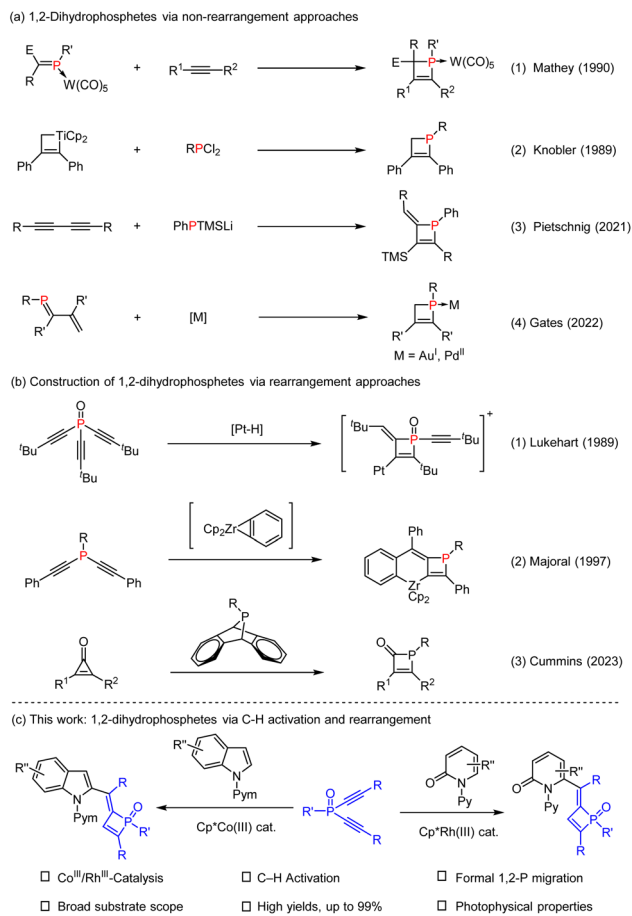 (a) 1,2-Dihydrophosphetes via non-rearrangement approaches
E R' P R W(CO)5 + R1 R2 R R' E P W(CO)5 R1 R2 (1) Mathey (1990)
TiCp2 Ph Ph + RPCl2 R P Ph Ph (2) Knobler (1989)
R R + PhPTMSLi R Ph P TMS R (3) Pietschnig (2021)
R P R' R' + [M] R P M R' R' (4) Gates (2022)
M = AuI, PdII
(b) Construction of 1,2-dihydrophosphetes via rearrangement approaches
O P tBu tBu tBu [Pt-H] tBu O P tBu Pt tBu + (1) Lukehart (1989)
R P Ph Ph Cp2Zr Ph R P Zr Cp2 Ph (2) Majoral (1997)
O R1 R2 R P O R P R1 R2 (3) Cummins (2023)
(c) This work: 1,2-dihydrophosphetes via C-H activation and rearrangement
R'' N Pym R O P R' R
R'' N Pym
Cp*Co(III) cat.
O R' P R R
R'' O N Py
Cp*Rh(III) cat.
R'' O N Py R O P R' R
CoIII/RhIII-Catalysis C–H Activation Formal 1,2-P migration
Broad substrate scope High yields, up to 99% Photophysical properties